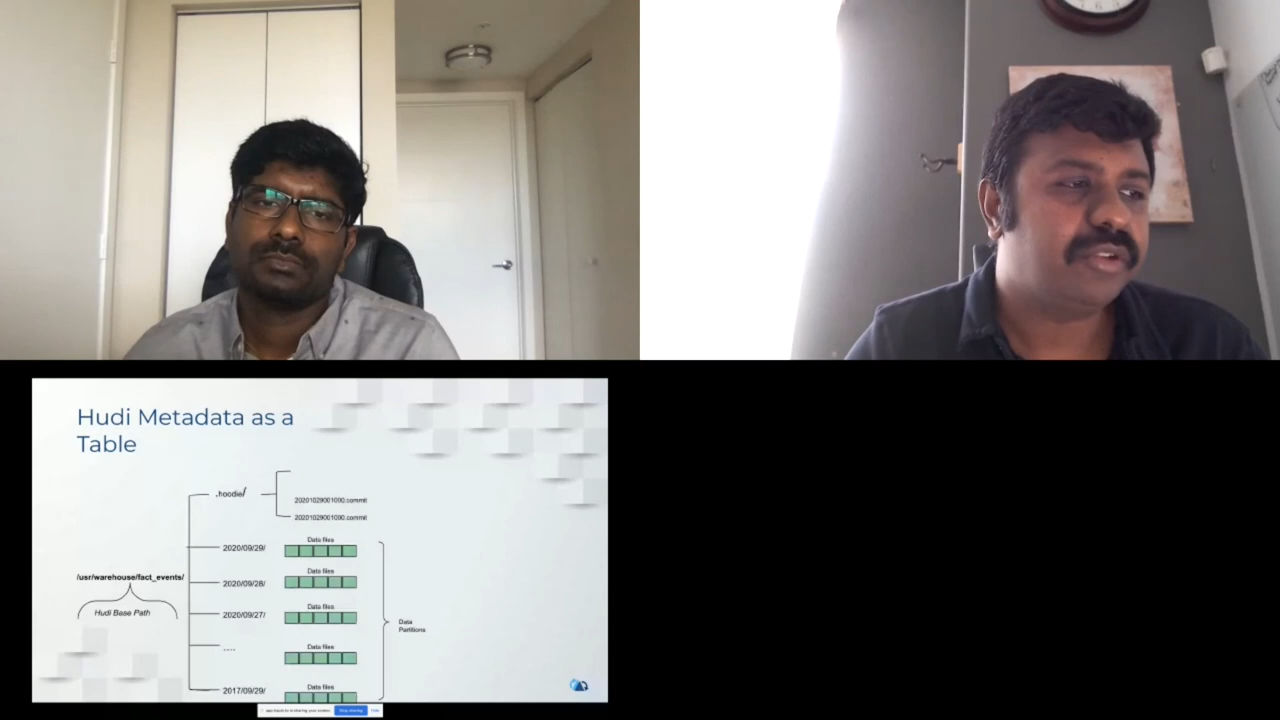 Hudi Metadata as a
Table
.hoodie/
20201029001000.commit
20201029001000.commit
Data files
2020/09/29/
Data files
/usr/warehouse/fact_events/
2020/09/28/
Data files
Hudi Base Path
2020/09/27/
Data
Partitions
Data files
....
Data files
2017/09/29/
Stop sharing
Hide